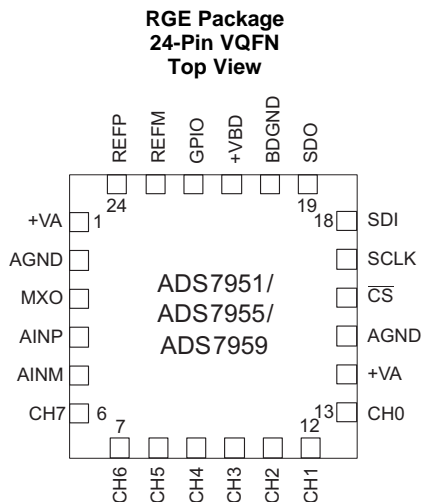 RGE Package
24-Pin VQFN
Top View
REFP
REFM
GPIO
+VBD
BDGND
SDO
24
19
+VA
1
18
SDI
AGND
SCLK
MXO
CS
AINP
AGND
AINM
+VA
CH7
6
13
CH0
ADS7951/
ADS7955/
ADS7959
7
12
CH6
CH5
CH4
CH3
CH2
CH1